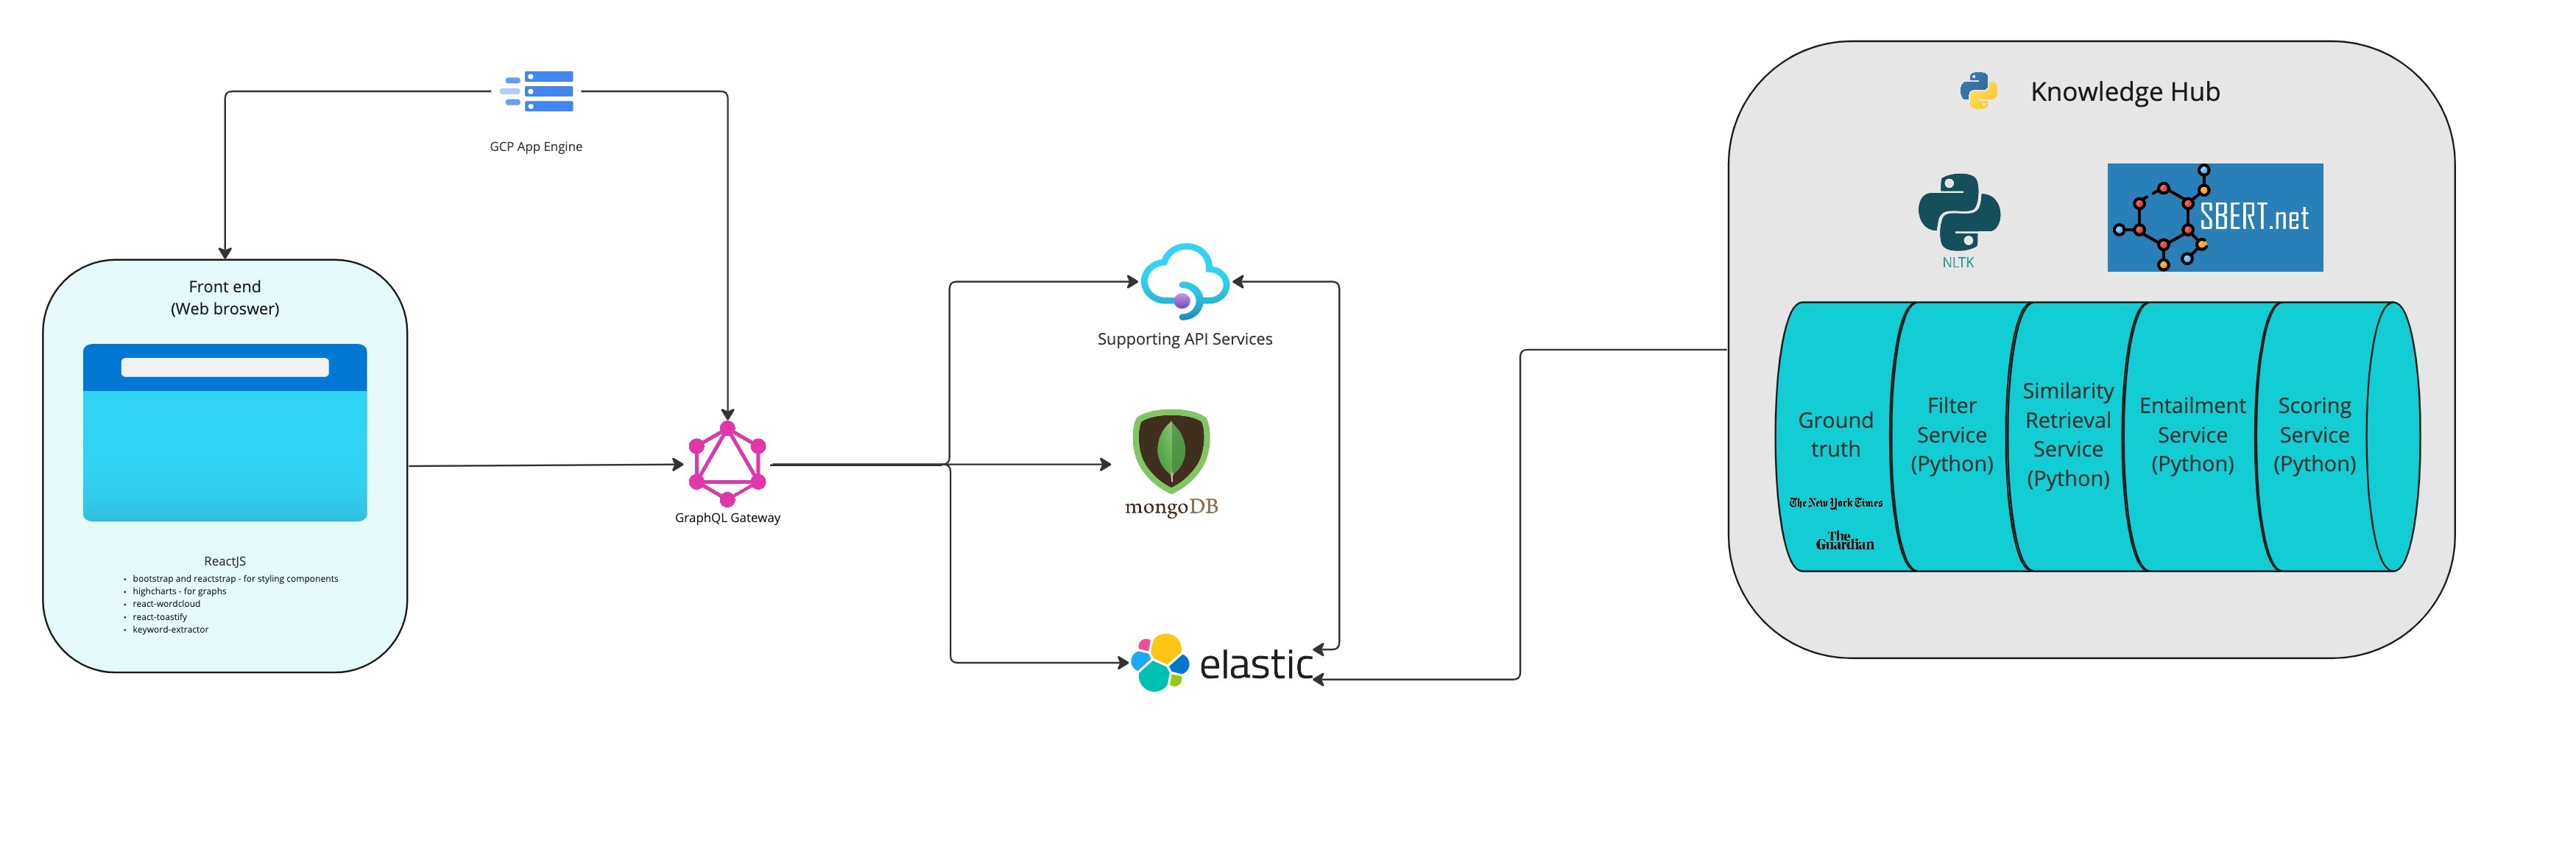 GCP App Engine
Front end
(Web broswer)
ReactJS
• bootstrap and reactstrap - for styling components
• highcharts - for graphs
• react-wordcloud
• react-toastify
• keyword-extractor
GraphQL Gateway
Supporting API Services
mongoDB
elastic
Knowledge Hub
NLTK
SBERT.net
Ground
truth
The New York Times
The
Guardian
Filter
Service
(Python)
Similarity
Retrieval
Service
(Python)
Entailment
Service
(Python)
Scoring
Service
(Python)